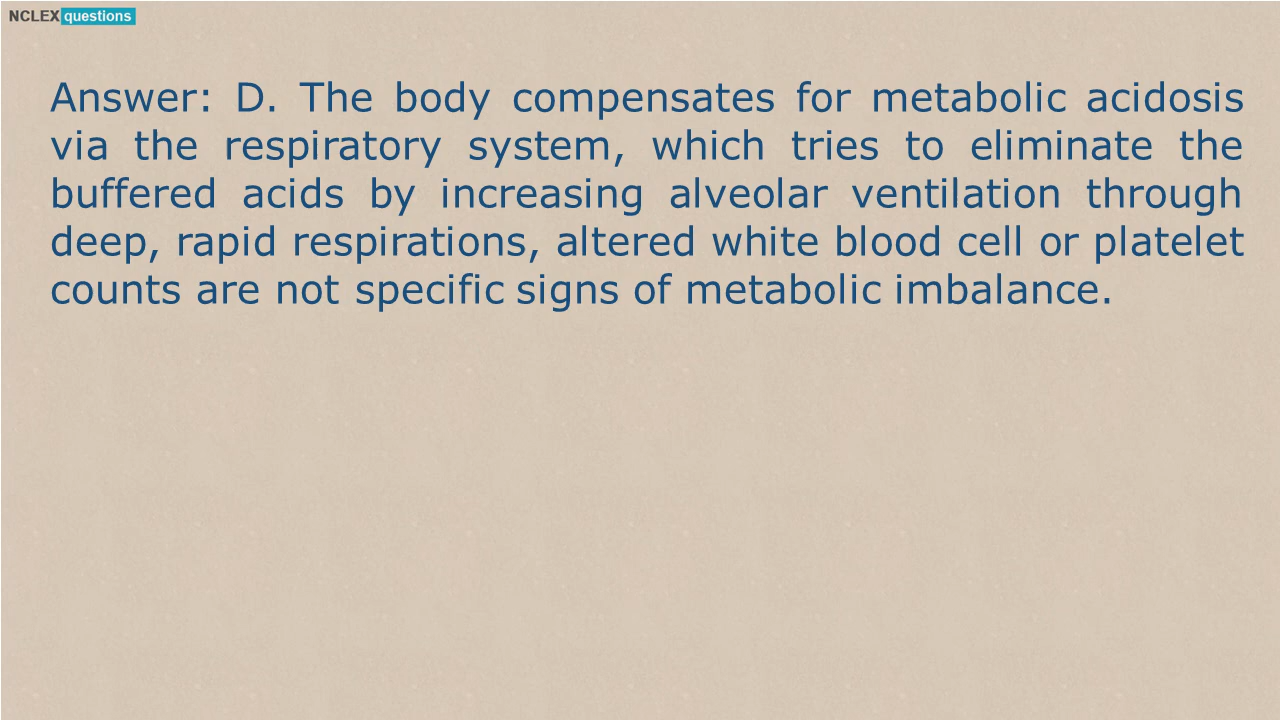 NCLEX questions
Answer: D. The body compensates for metabolic acidosis
via the respiratory system, which tries to eliminate the
buffered acids by increasing alveolar ventilation through
deep, rapid respirations, altered white blood cell or platelet
counts are not specific signs of metabolic imbalance.